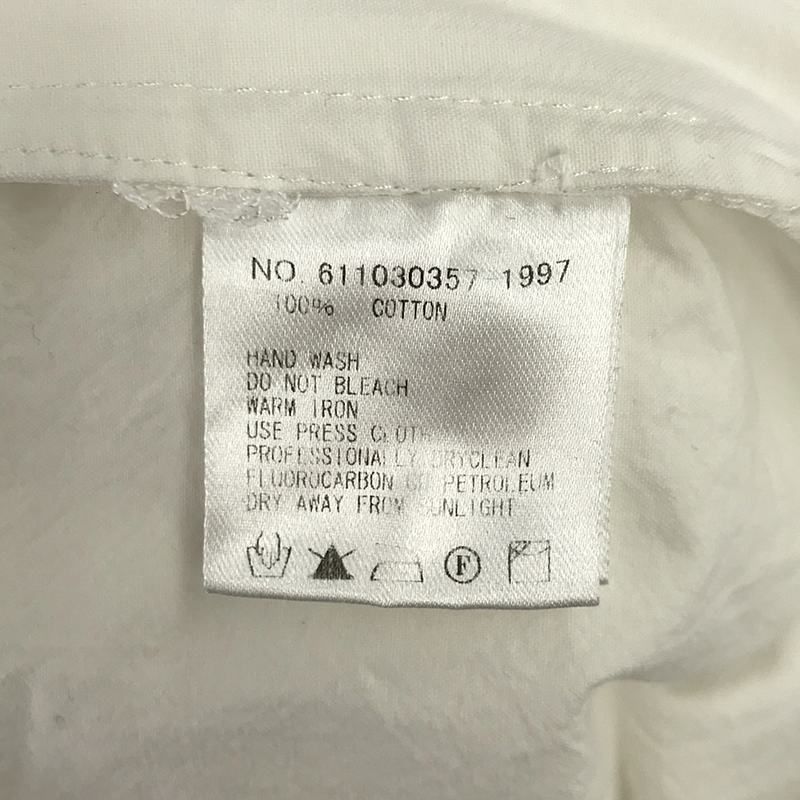 NO. 611030357-1997
100% COTTON
HAND WASH
DO NOT BLEACH
WARM IRON
USE PRESS CLOTH
PROFESSIONALLY DRYCLEAN
FLUOROCARBON OR PETROLEUM
DRY AWAY FROM SUNLIGHT
F